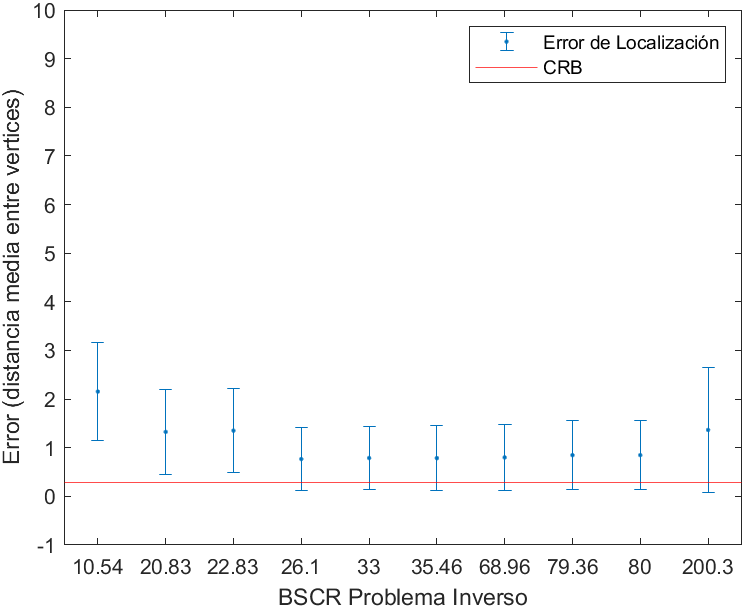 10
9
8
7
6
5
4
3
2
1
0
-1
Error (distancia media entre vertices)
Error de Localización
CRB
10.54 20.83 22.83 26.1 33 35.46 68.96 79.36 80 200.3
BSCR Problema Inverso